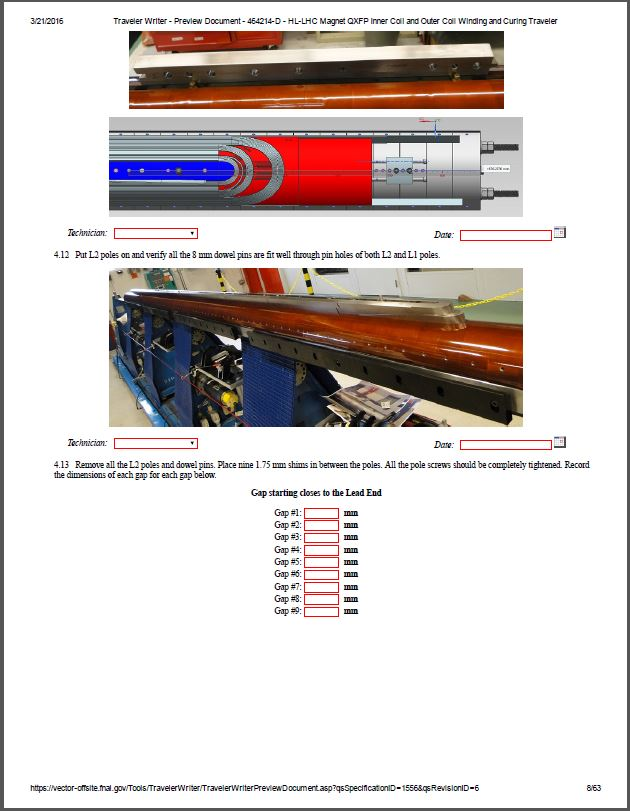 3/21/2016 Traveler Writer - Preview Document - 464214-D - HL-LHC Magnet QXFP Inner Coil and Outer Coil Winding and Curing Traveler
Technician: Date:
4.12 Put L2 poles on and verify all the 8 mm dowel pins are fit well through pin holes of both L2 and L1 poles.
Technician: Date:
4.13 Remove all the L2 poles and dowel pins. Place nine 1.75 mm shims in between the poles. All the pole screws should be completely tightened. Record
the dimensions of each gap for each gap below.
Gap starting closes to the Lead End
Gap #1: mm
Gap #2: mm
Gap #3: mm
Gap #4: mm
Gap #5: mm
Gap #6: mm
Gap #7: mm
Gap #8: mm
Gap #9: mm
https://vector-offsite.fnal.gov/Tools/TravelerWriter/TravelerWriterPreviewDocument.asp?qsSpecificationID=1556&qsRevisionID=6 8/63